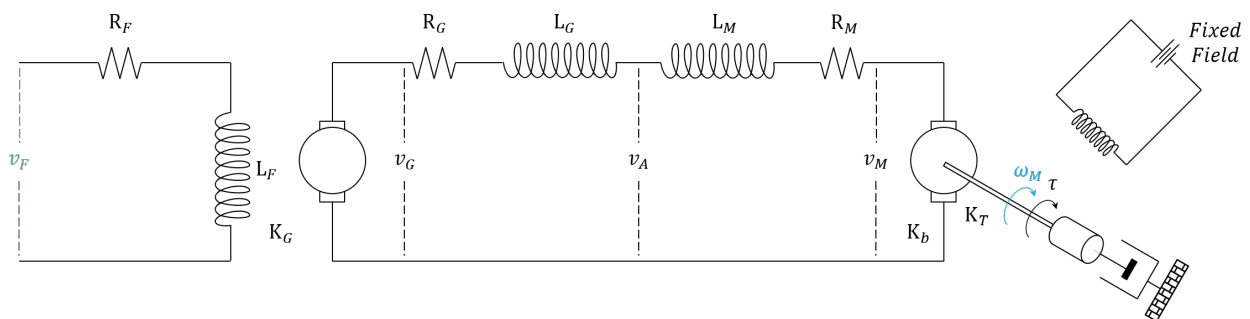 R_F
R_G
L_G
L_M
R_M
Fixed
Field
v_F
L_F
v_G
v_A
v_M
ω_M
τ
K_T
K_G
K_b